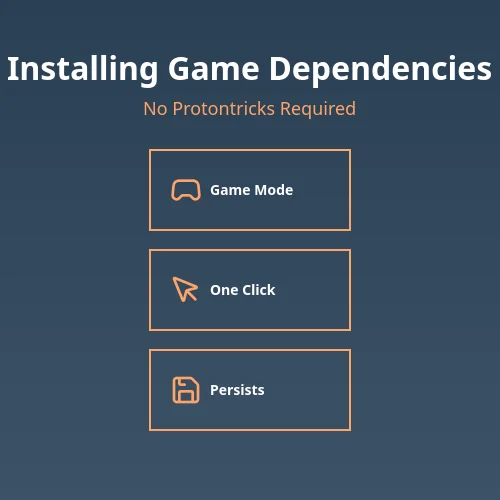 Installing Game Dependencies
No Protontricks Required
Game Mode
One Click
Persists